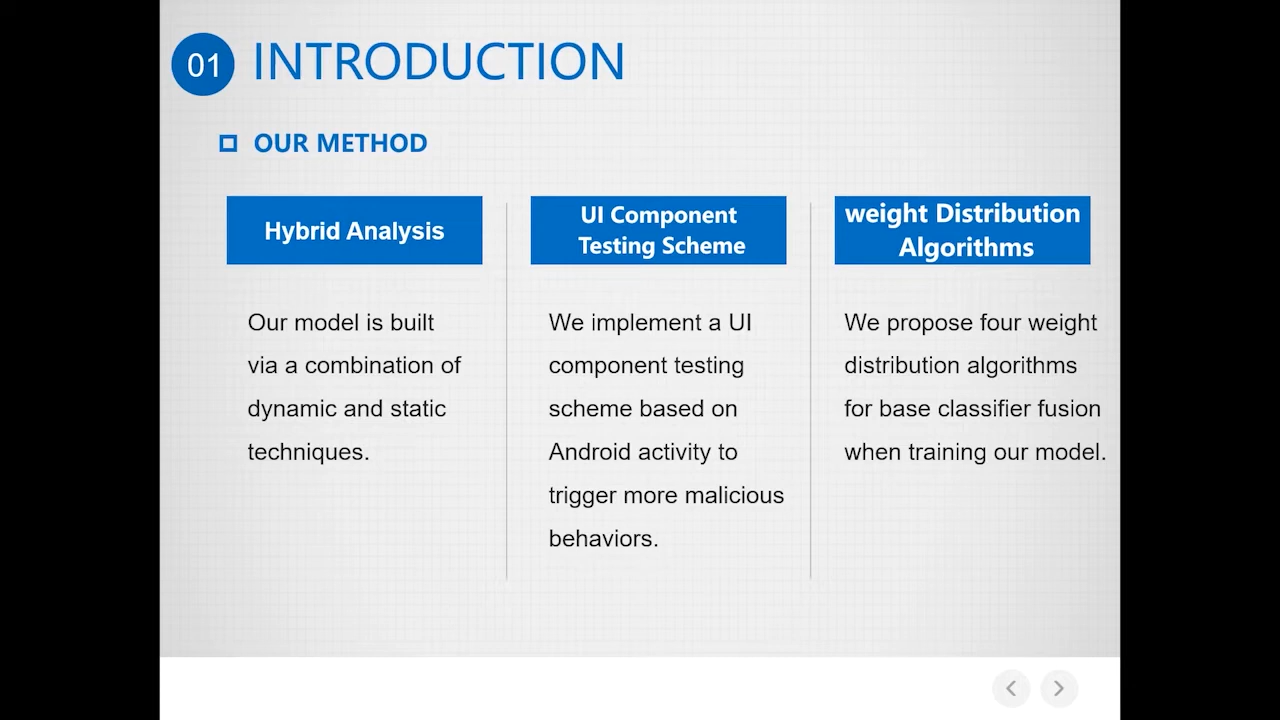 01 INTRODUCTION
OUR METHOD
Hybrid Analysis
Our model is built
via a combination of
dynamic and static
techniques.
UI Component
Testing Scheme
We implement a UI
component testing
scheme based on
Android activity to
trigger more malicious
behaviors.
weight Distribution
Algorithms
We propose four weight
distribution algorithms
for base classifier fusion
when training our model.